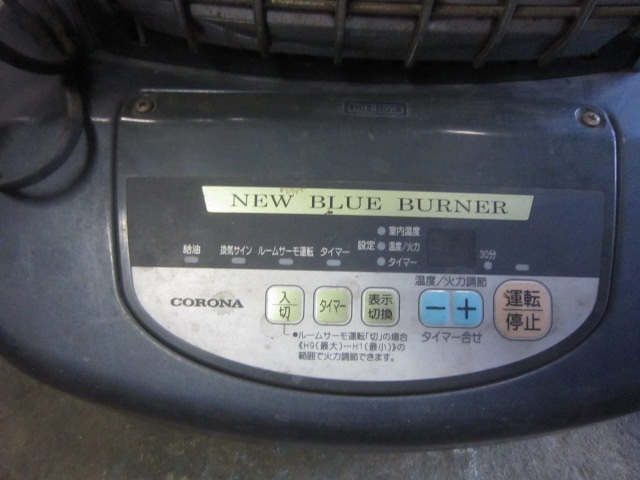 NEW BLUE BURNER
給油
換気サイン
ルームサーモ運転
タイマー
設定
室内温度
温度/火力
タイマー
30分
CORONA
入
切
タイマー
表示
切換
温度/火力調節
－
＋
タイマー合せ
運転
停止
●ルームサーモ運転「切」の場合
《H9(最大)…H1(最小)》の
範囲で火力調節できます。